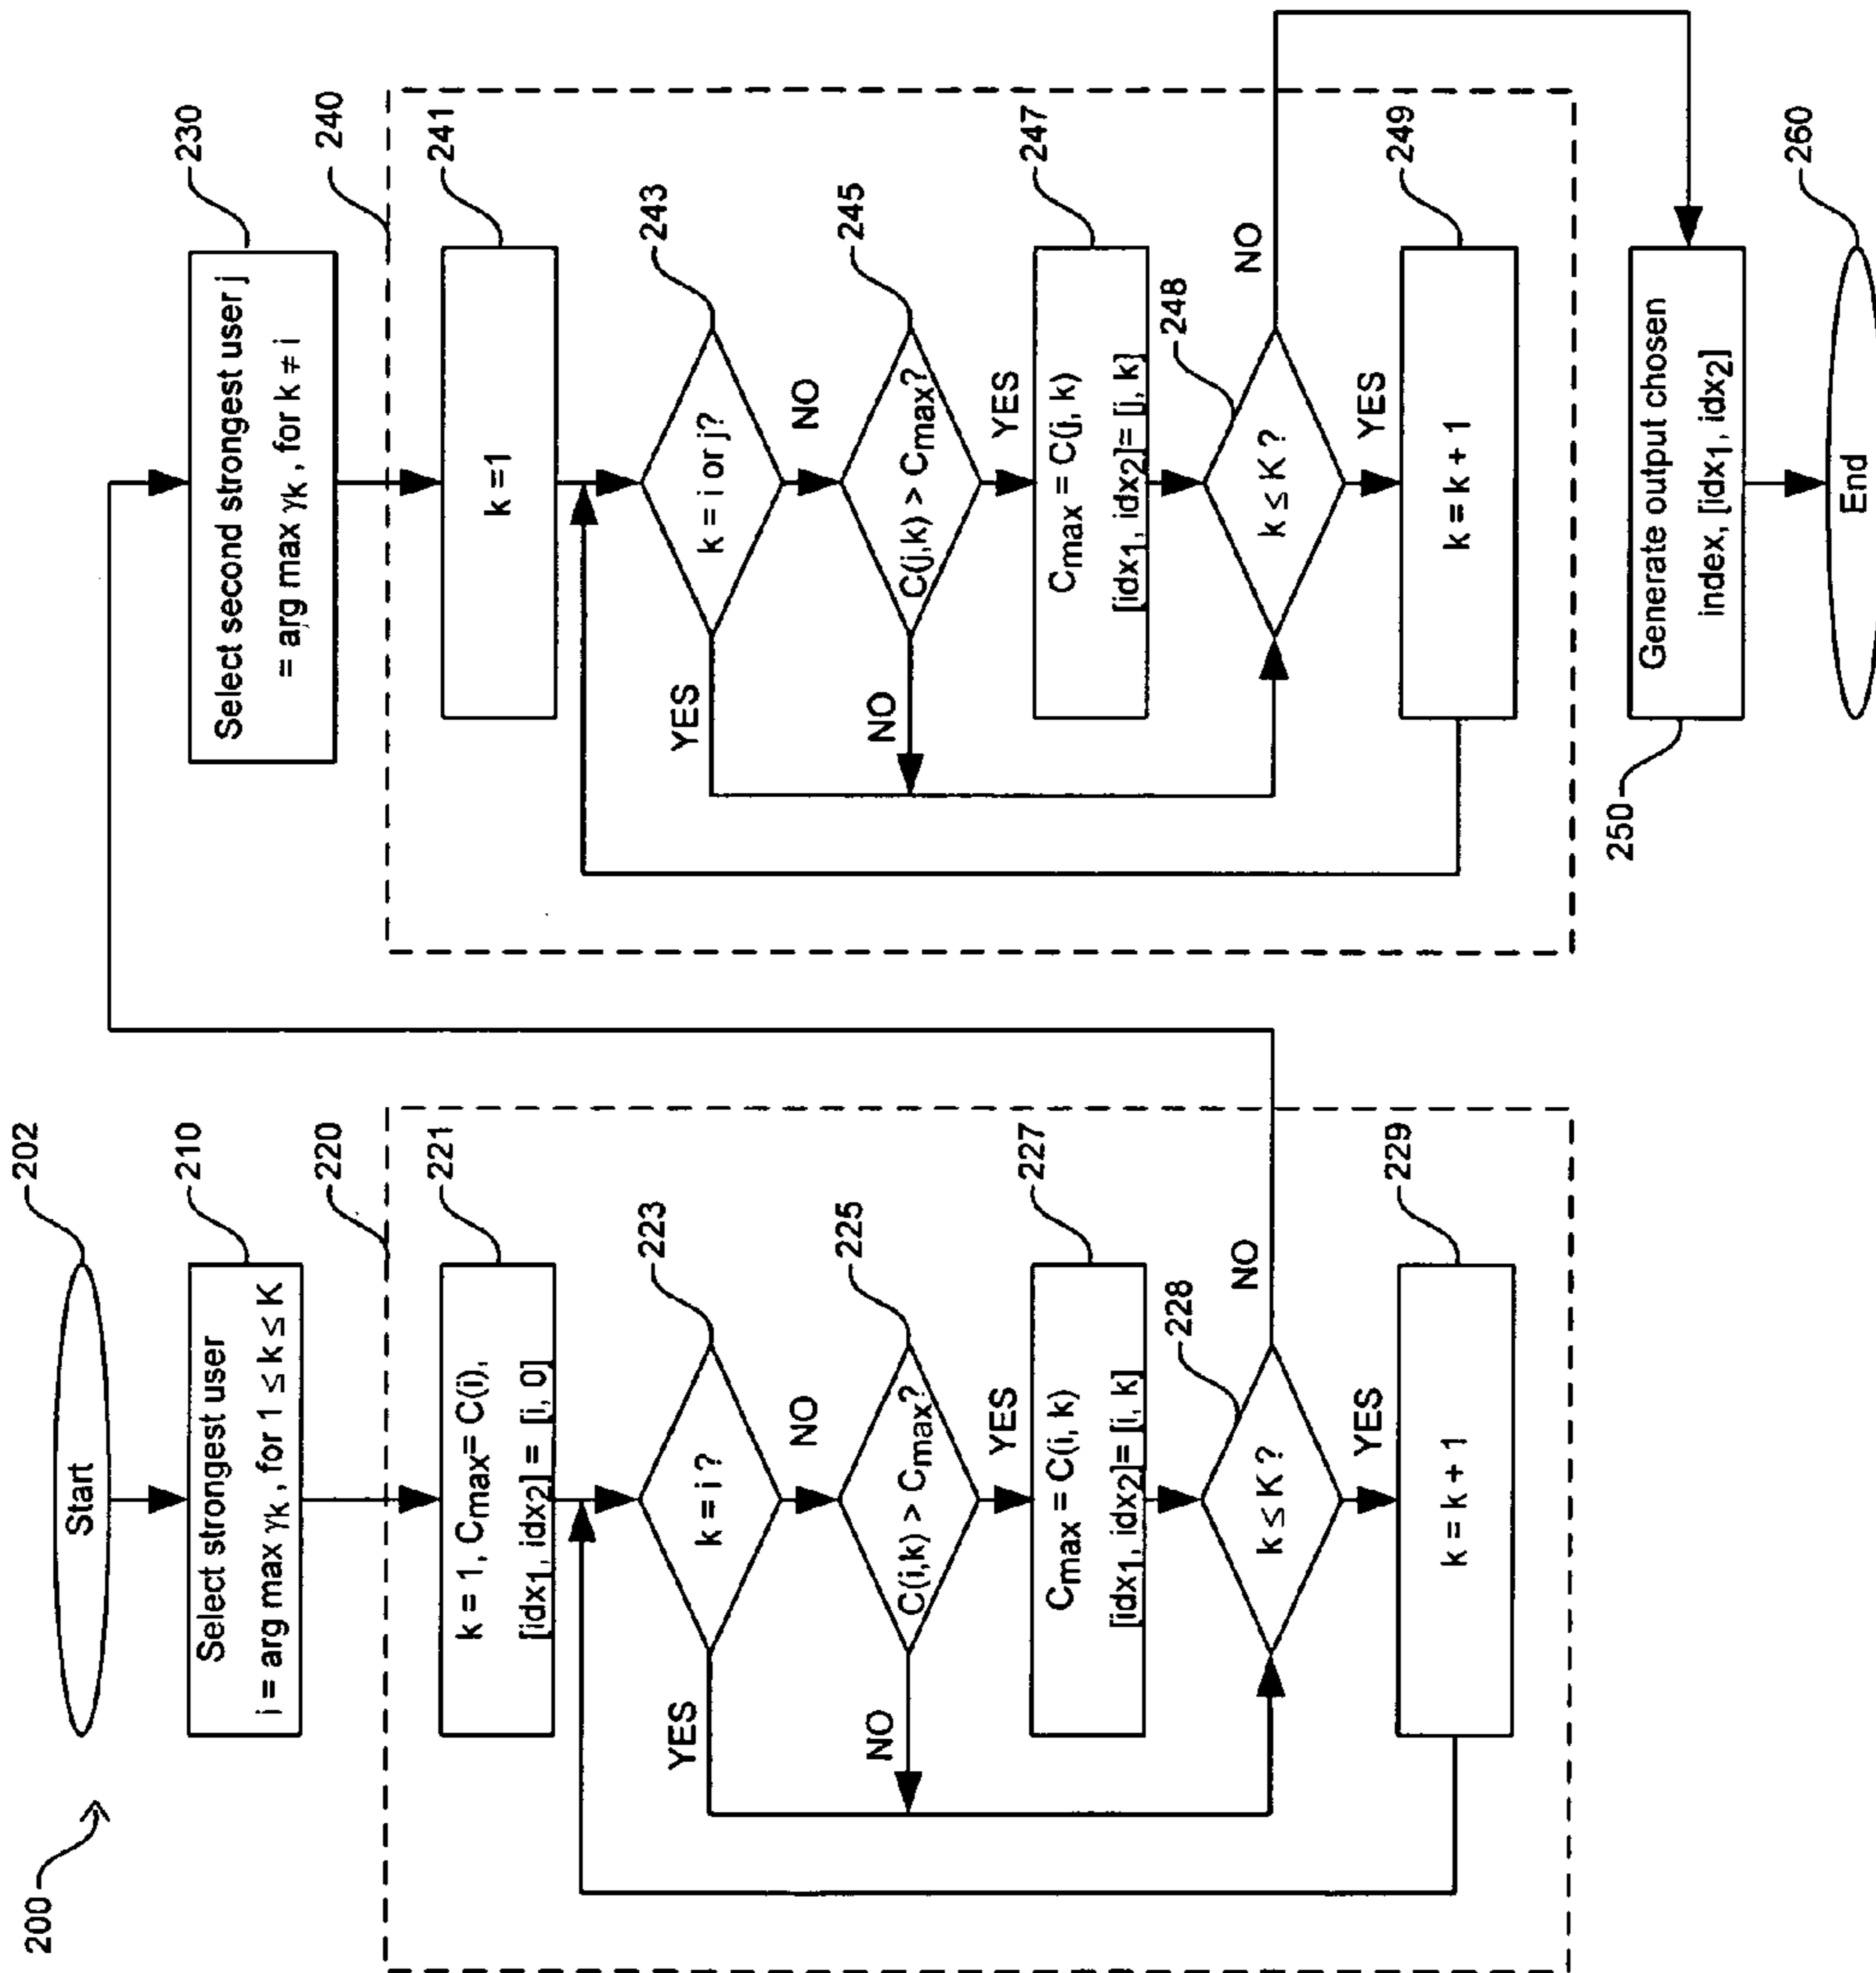 200
Start
202
Select strongest user
i = arg max γk, for 1 ≤ k ≤ K
210
220
k = 1, Cmax= C(i),
[idx1, idx2] = [i, 0]
221
k = i ?
223
YES
NO
C(i,k) > Cmax?
225
NO
YES
Cmax = C(i, k)
[idx1, idx2]= [i, k]
227
k ≤ K ?
228
NO
YES
k = k + 1
229
Select second strongest user j
= arg max γk, for k ≠ i
230
240
k =1
241
k = i or j?
243
YES
NO
C(j,k) > Cmax?
245
NO
YES
Cmax = C(j, k)
[idx1, idx2]= [j, k]
247
k ≤ K ?
248
NO
YES
k = k + 1
249
Generate output chosen
index, [idx1, idx2]
250
End
260